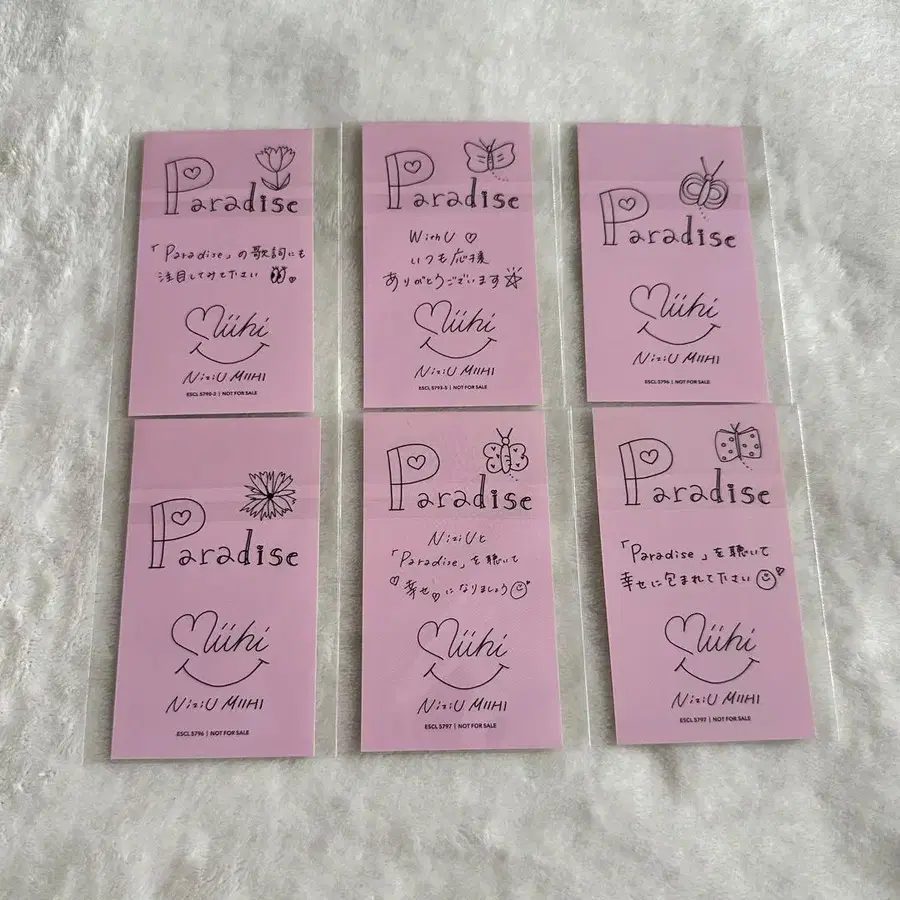 Paradise
「Paradise」の歌詞にも
注目してみて下さい
Miihi
NiziU MIIHI
ESCL 5790-2 | NOT FOR SALE
Paradise
WithU
いつも応援
ありがとうございます
Miihi
NiziU MIIHI
ESCL 5793-5 | NOT FOR SALE
Paradise
Miihi
NiziU MIIHI
ESCL 5796 | NOT FOR SALE
Paradise
Miihi
NiziU MIIHI
ESCL 5796 | NOT FOR SALE
Paradise
NiziUと
「Paradise」を聴いて
幸せになりましょう
Miihi
NiziU MIIHI
ESCL 5797 | NOT FOR SALE
Paradise
「Paradise」を聴いて
幸せに包まれて下さい
Miihi
NiziU MIIHI
ESCL 5797 | NOT FOR SALE